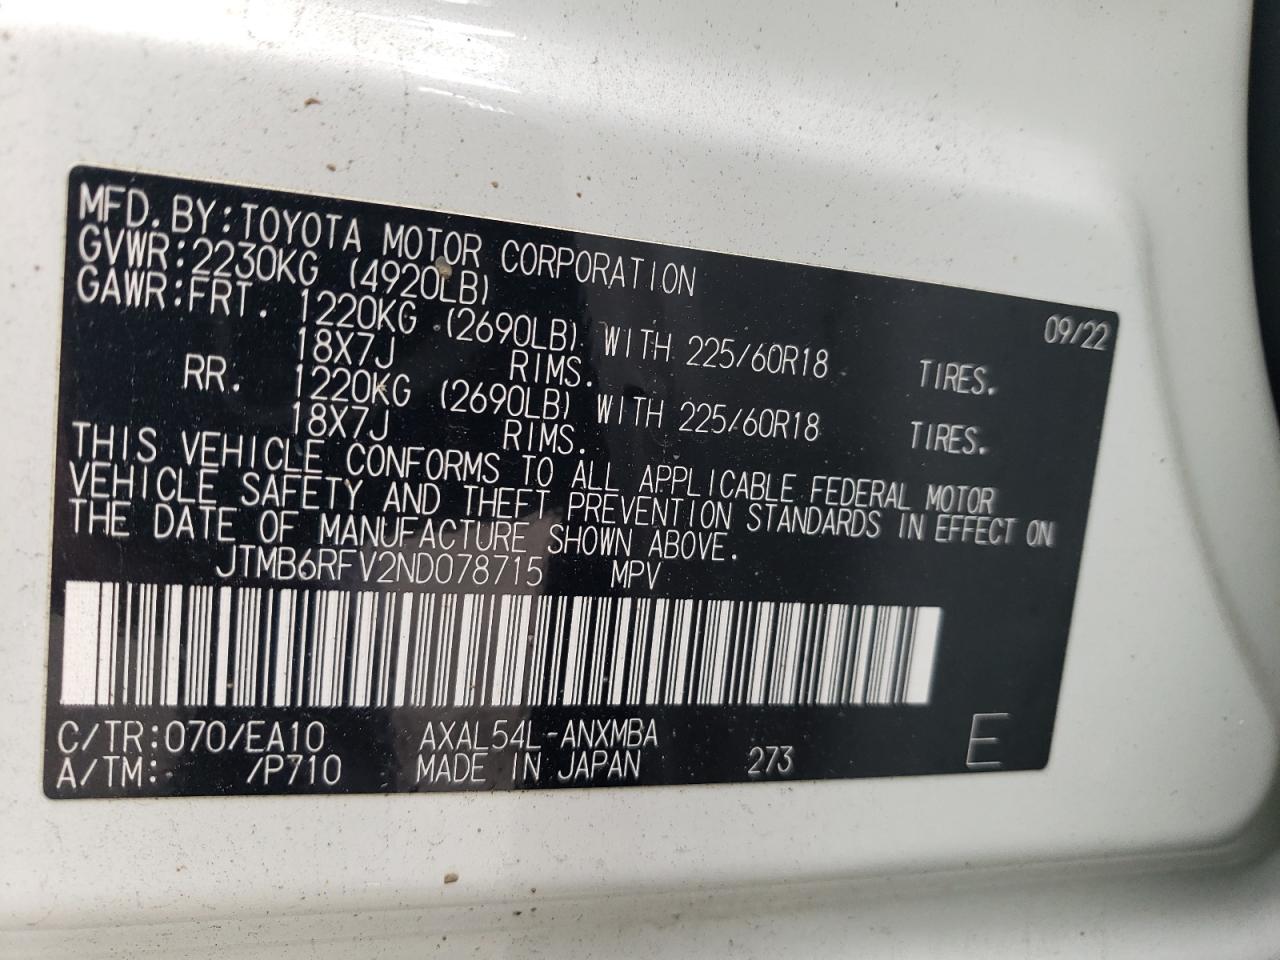 MFD.BY:TOYOTA MOTOR CORPORATION 09/22
GVWR:2230KG (4920LB)
GAWR:FRT. 1220KG (2690LB) WITH 225/60R18 TIRES.
18X7J RIMS.
RR. 1220KG (2690LB) WITH 225/60R18 TIRES.
18X7J RIMS.
THIS VEHICLE CONFORMS TO ALL APPLICABLE FEDERAL MOTOR
VEHICLE SAFETY AND THEFT PREVENTION STANDARDS IN EFFECT ON
THE DATE OF MANUFACTURE SHOWN ABOVE.
JTMB6RFV2ND078715 MPV
C/TR:070/EA10 AXAL54L-ANXMBA
A/TM:- /P710 MADE IN JAPAN 273 E